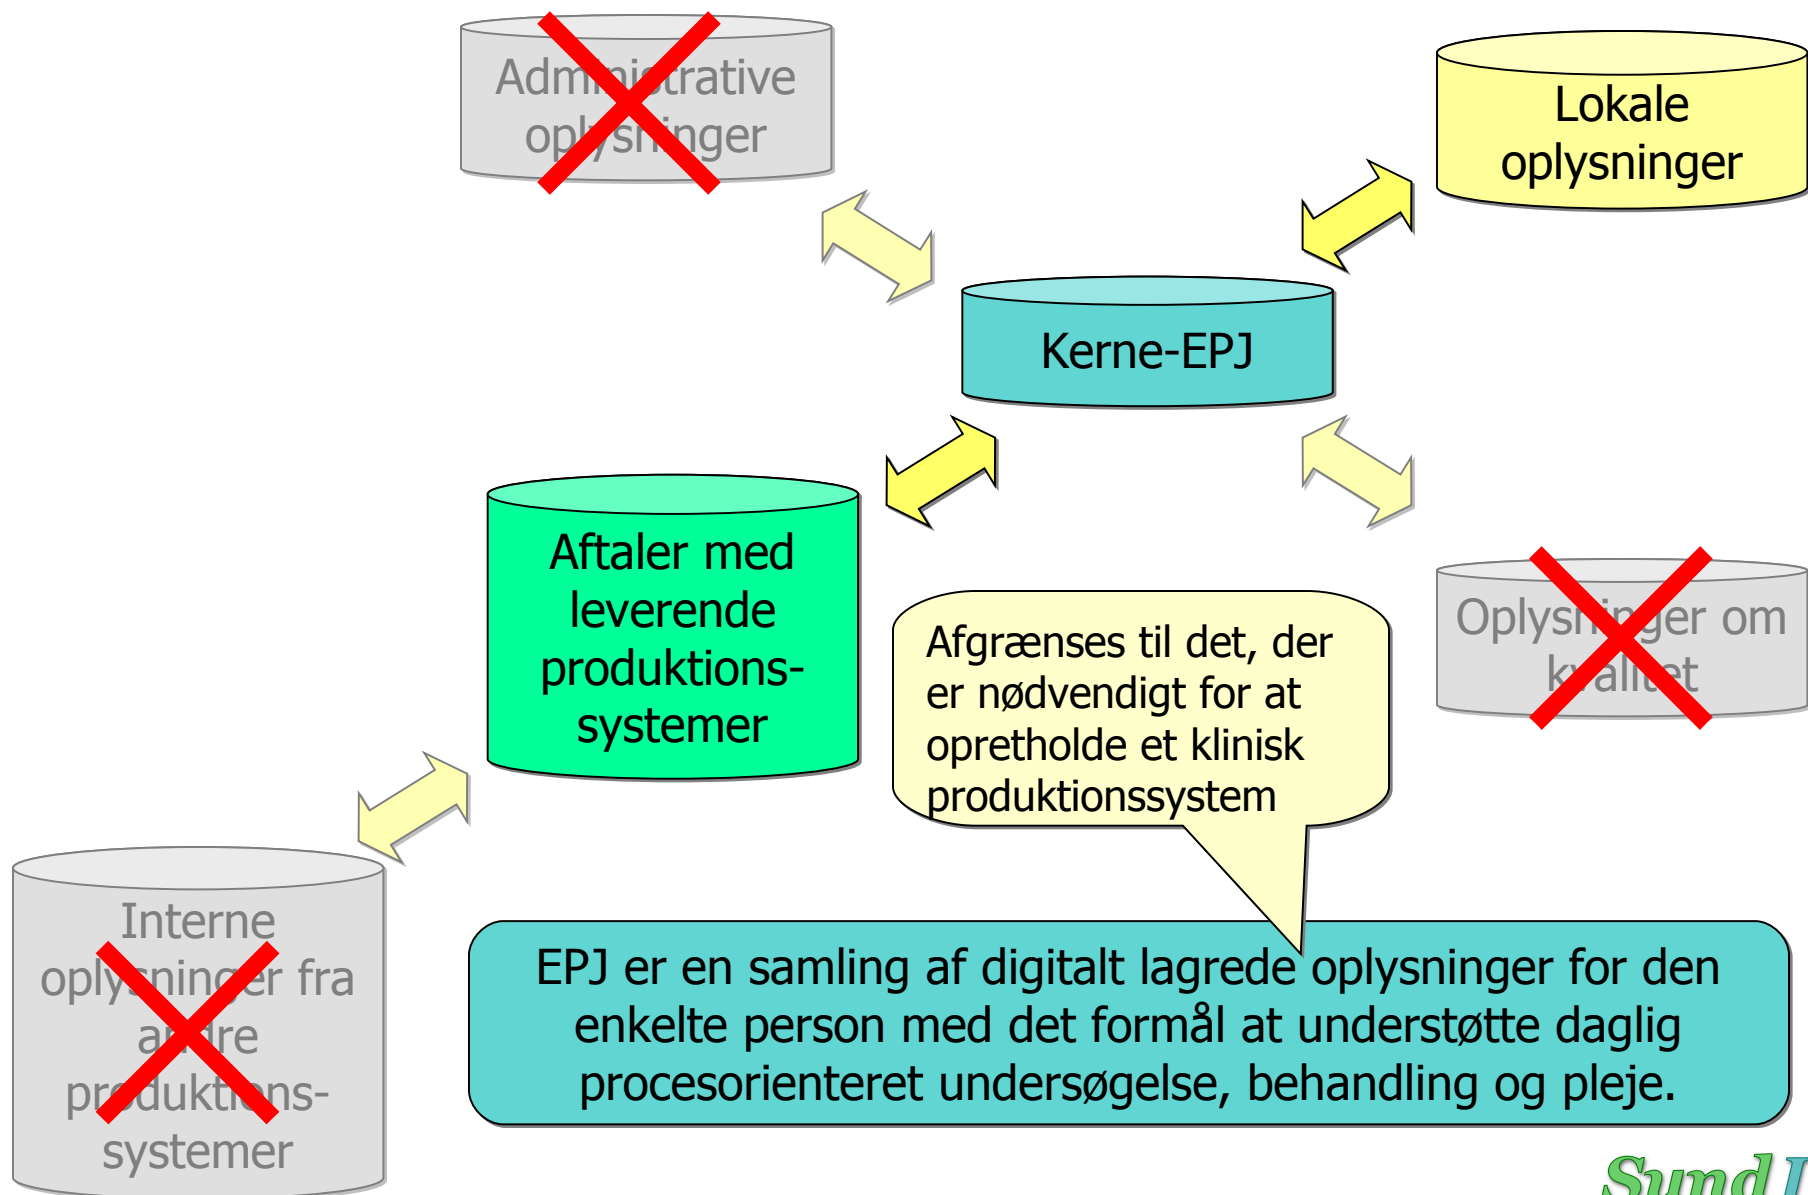 Administrative
oplysninger
Lokale
oplysninger
Kerne-EPJ
Aftaler med
leverende
produktions-
systemer
Afgrænses til det, der
er nødvendigt for at
opretholde et klinisk
produktionssystem
Oplysninger om
kvalitet
Interne
oplysninger fra
andre
produktions-
systemer
EPJ er en samling af digitalt lagrede oplysninger for den
enkelte person med det formål at understøtte daglig
procesorienteret undersøgelse, behandling og pleje.
Sund